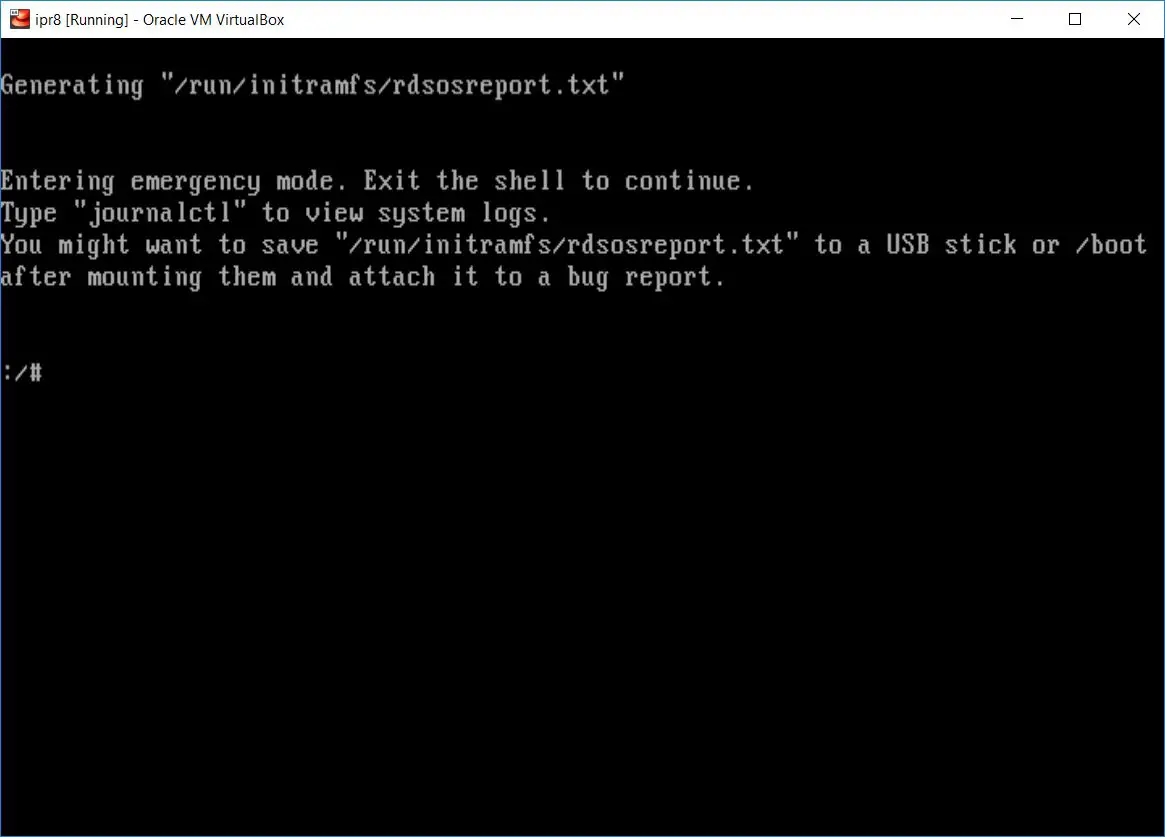 ipr8 [Running] - Oracle VM VirtualBox
Generating "/run/initramfs/rdsosreport.txt"
Entering emergency mode. Exit the shell to continue.
Type "journalctl" to view system logs.
You might want to save "/run/initramfs/rdsosreport.txt" to a USB stick or /boot
after mounting them and attach it to a bug report.
:/#